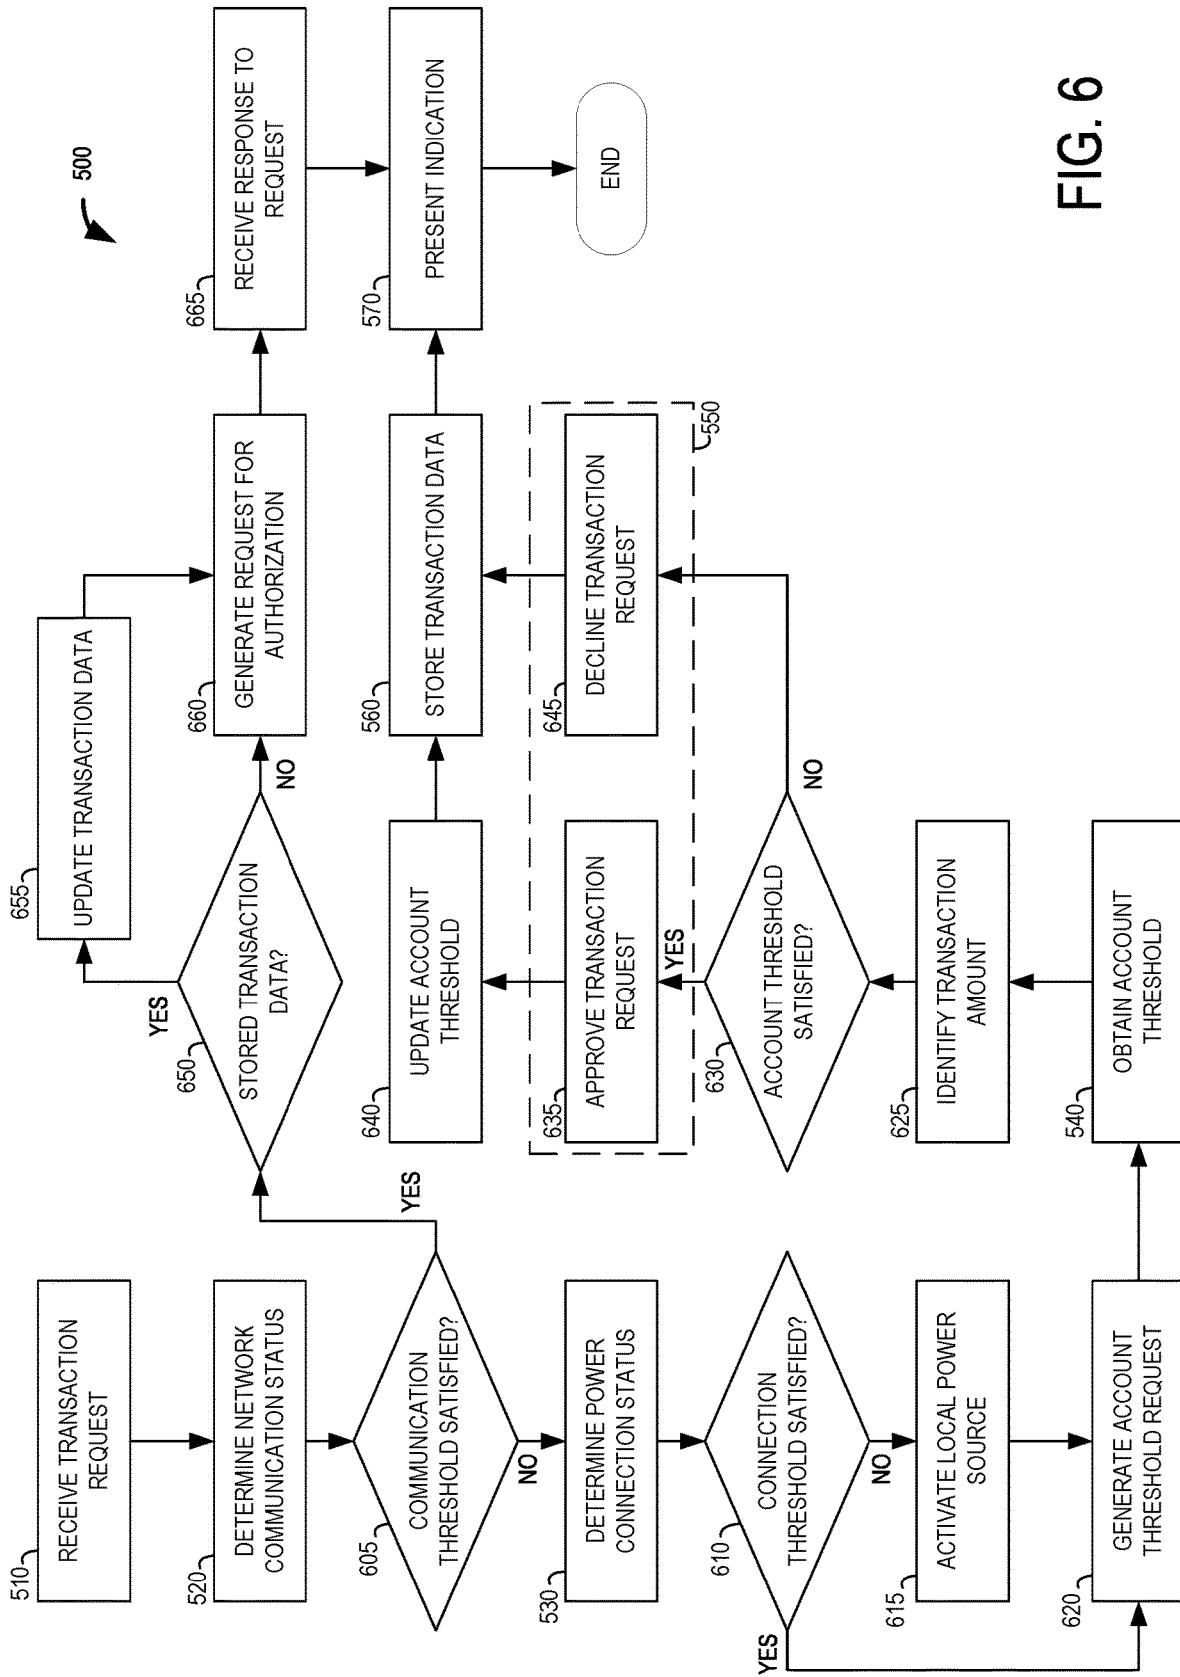 500
510
RECEIVE TRANSACTION
REQUEST
520
DETERMINE NETWORK
COMMUNICATION STATUS
605
COMMUNICATION
THRESHOLD SATISFIED?
YES
NO
530
DETERMINE POWER
CONNECTION STATUS
610
CONNECTION
THRESHOLD SATISFIED?
YES
NO
615
ACTIVATE LOCAL POWER
SOURCE
620
GENERATE ACCOUNT
THRESHOLD REQUEST
540
OBTAIN ACCOUNT
THRESHOLD
625
IDENTIFY TRANSACTION
AMOUNT
630
ACCOUNT THRESHOLD
SATISFIED?
YES
NO
635
APPROVE TRANSACTION
REQUEST
640
UPDATE ACCOUNT
THRESHOLD
645
DECLINE TRANSACTION
REQUEST
550
560
STORE TRANSACTION DATA
650
STORED TRANSACTION
DATA?
YES
NO
655
UPDATE TRANSACTION DATA
660
GENERATE REQUEST FOR
AUTHORIZATION
665
RECEIVE RESPONSE TO
REQUEST
570
PRESENT INDICATION
END
FIG. 6